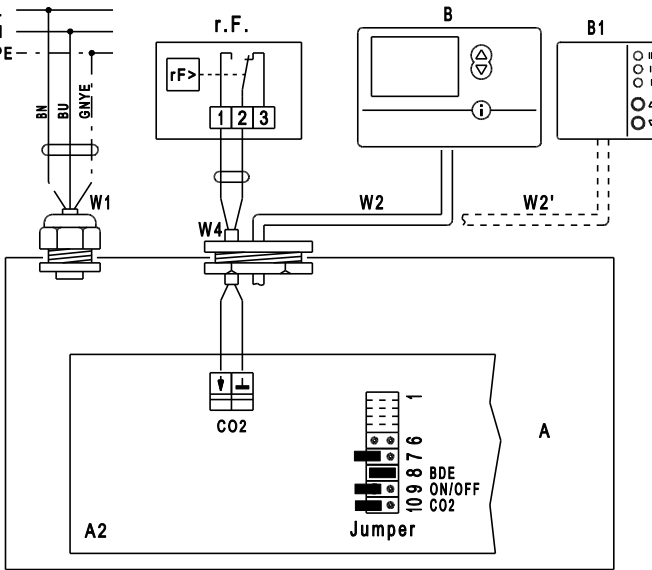 r.F.
B
B1
PE
rF>
i
BN
BU
GNYE
1 2 3
W1
W4
W2
W2'
CO2
1
6
7
8 BDE
9 ON/OFF
10 CO2
Jumper
A
A2